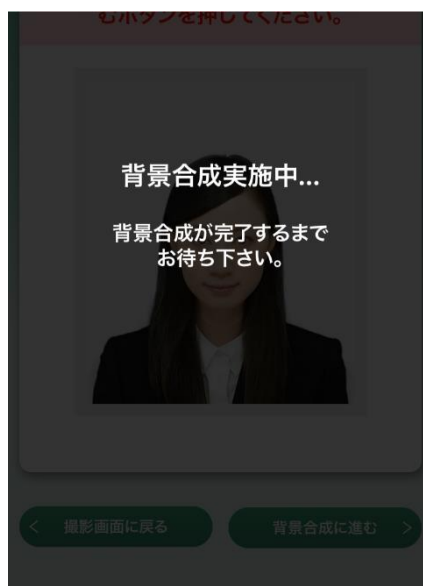 むボタンを押してください。
背景合成実施中...
背景合成が完了するまで
お待ち下さい。
< 撮影画面に戻る
背景合成に進む >